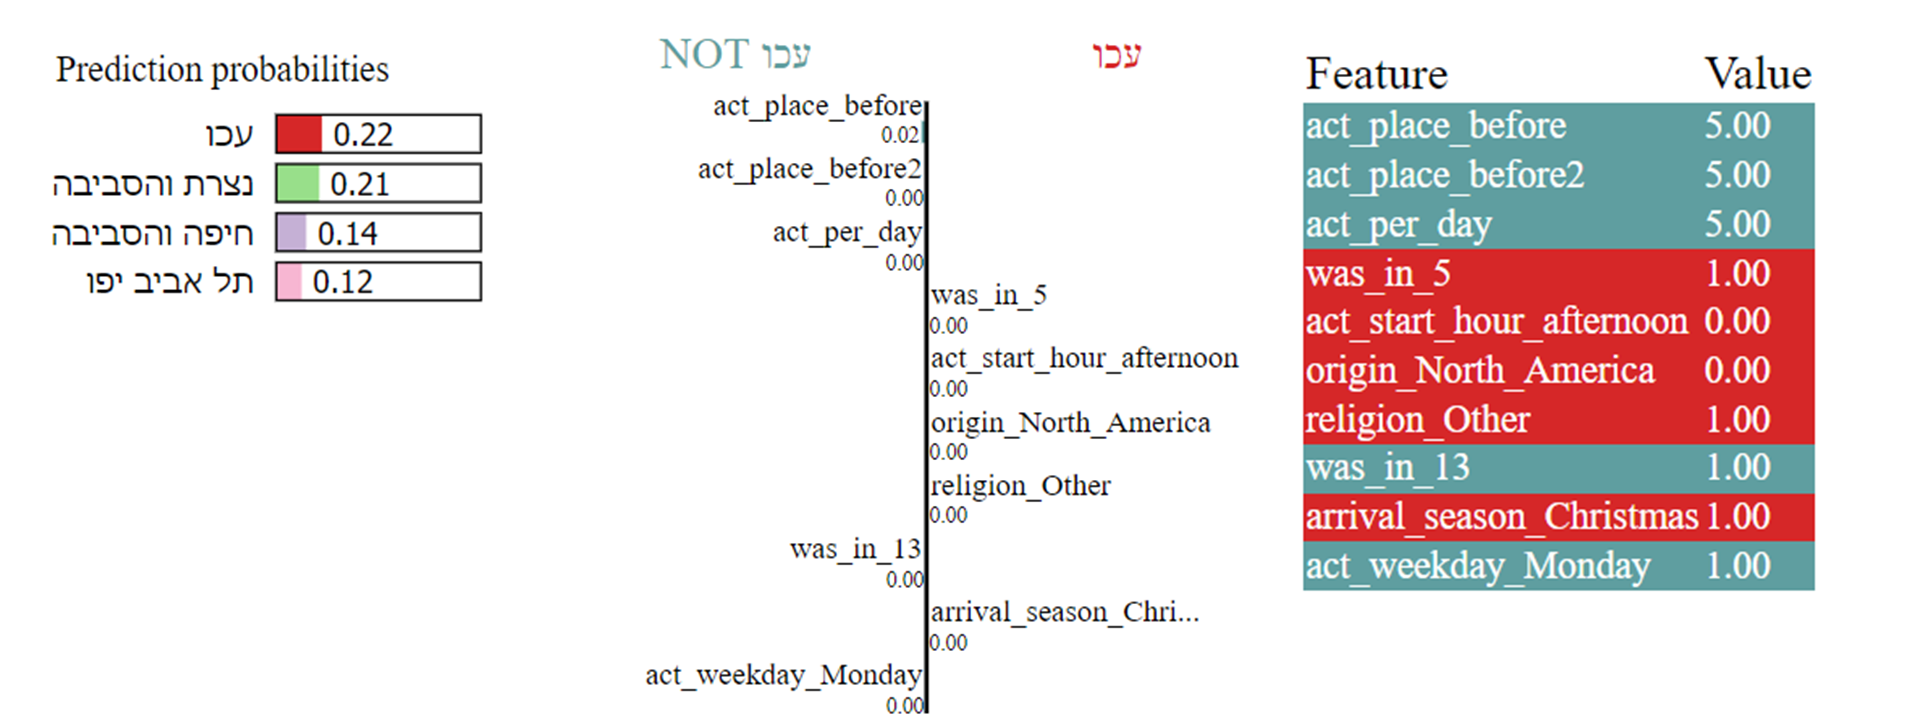 Prediction probabilities
עכו 0.22
נצרת והסביבה 0.21
חיפה והסביבה 0.14
תל אביב יפו 0.12
NOT עכו
עכו
act_place_before
0.02
act_place_before2
0.00
act_per_day
0.00
was_in_5
0.00
act_start_hour_afternoon
0.00
origin_North_America
0.00
religion_Other
0.00
was_in_13
0.00
arrival_season_Chri...
0.00
act_weekday_Monday
0.00
Feature Value
act_place_before 5.00
act_place_before2 5.00
act_per_day 5.00
was_in_5 1.00
act_start_hour_afternoon 0.00
origin_North_America 0.00
religion_Other 1.00
was_in_13 1.00
arrival_season_Christmas 1.00
act_weekday_Monday 1.00